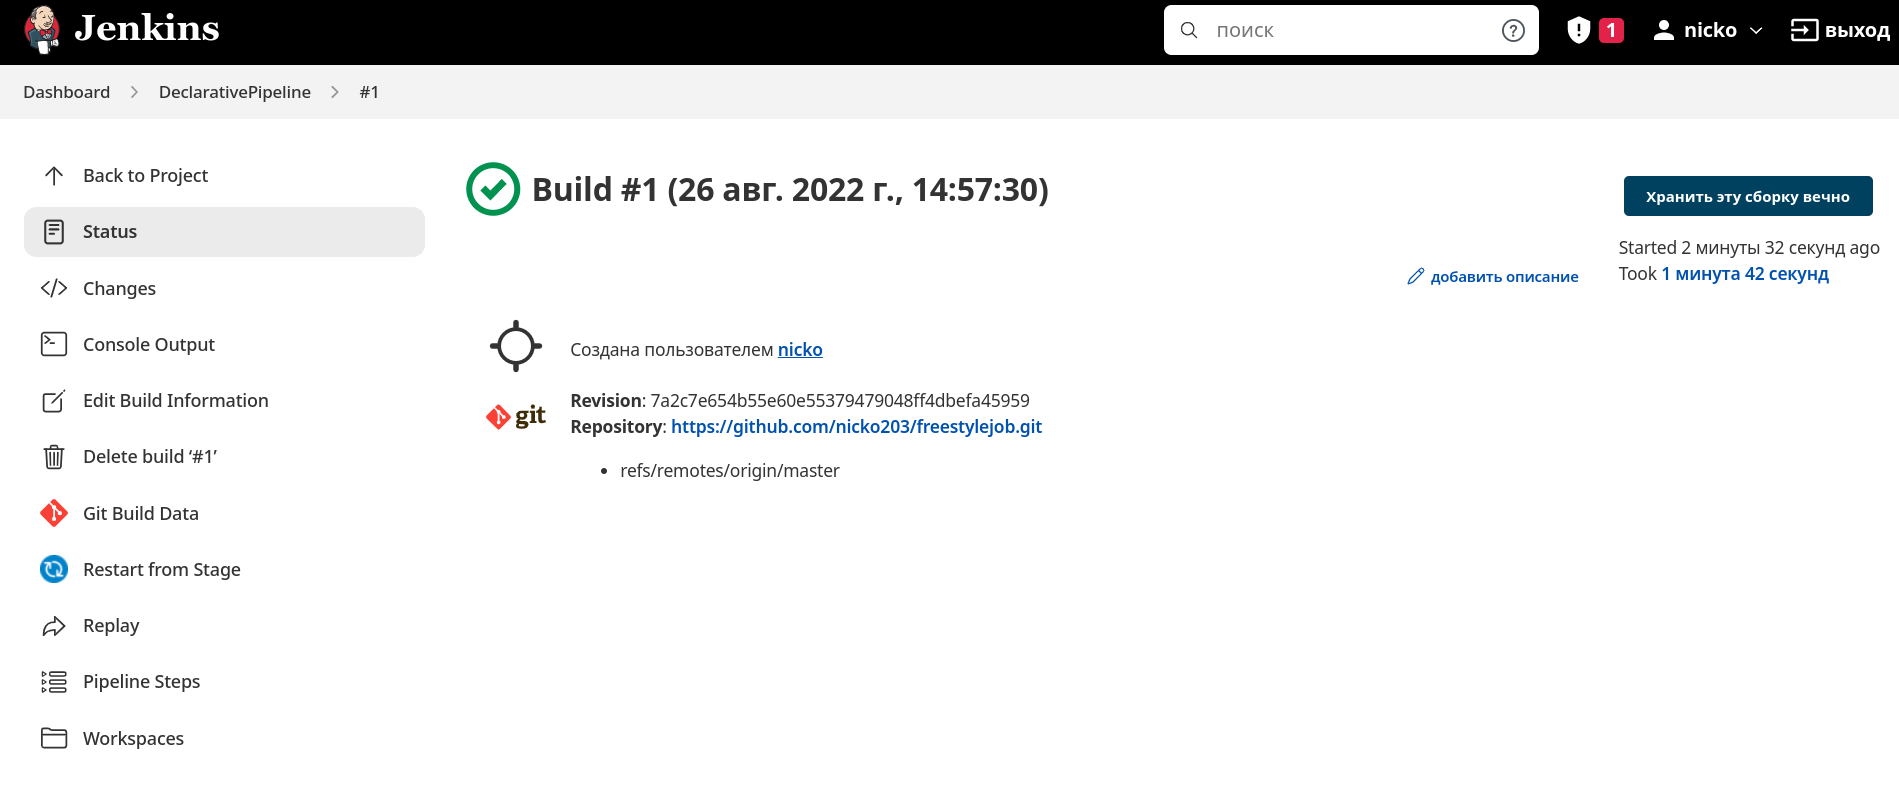 Jenkins
поиск
1
nicko
выход
Dashboard
DeclarativePipeline
#1
Back to Project
Status
Changes
Console Output
Edit Build Information
Delete build ‘#1’
Git Build Data
Restart from Stage
Replay
Pipeline Steps
Workspaces
Build #1 (26 авг. 2022 г., 14:57:30)
Хранить эту сборку вечно
Started 2 минуты 32 секунд ago
Took 1 минута 42 секунд
добавить описание
Создана пользователем nicko
git
Revision: 7a2c7e654b55e60e55379479048ff4dbefa45959
Repository: https://github.com/nicko203/freestylejob.git
refs/remotes/origin/master